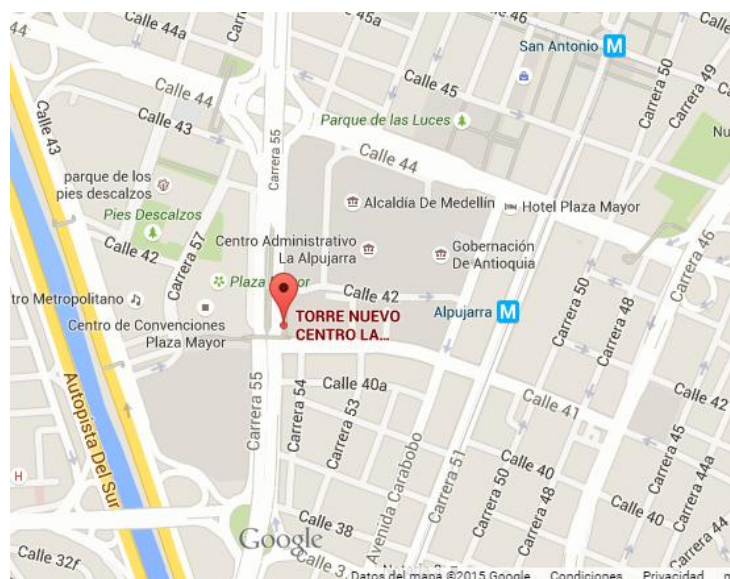 Calle 44a
Calle 45a
Calle 46
San Antonio
M
Carrera 50
Carrera 49
Calle 45
Calle 44
Calle 43
Calle 43
Parque de las Luces
Nu
Carrera 55
Calle 44
parque de los
pies descalzos
Pies Descalzos
Alcaldía De Medellín
Hotel Plaza Mayor
Carrera 57
Calle 42
Centro Administrativo
La Alpujarra
Gobernación
De Antioquia
Carrera 46
Plaza Mayor
tro Metropolitano
Calle 42
Alpujarra
M
Carrera 50
Carrera 48
Centro de Convenciones
Plaza Mayor
TORRE NUEVO
CENTRO LA...
Autopista Del Sur
Carrera 55
Carrera 54
Calle 40a
Carrera 53
Calle 41
Calle 42
Carrera 45
Carrera 44a
Avenida Carabobo
Carrera 51
Calle 40
Carrera 50
Carrera 48
Calle 40
Carrera 44
H
Calle 38
Google
Calle 32f
Calle 3
Datos del mapa ©2015 Google Condiciones Privacidad